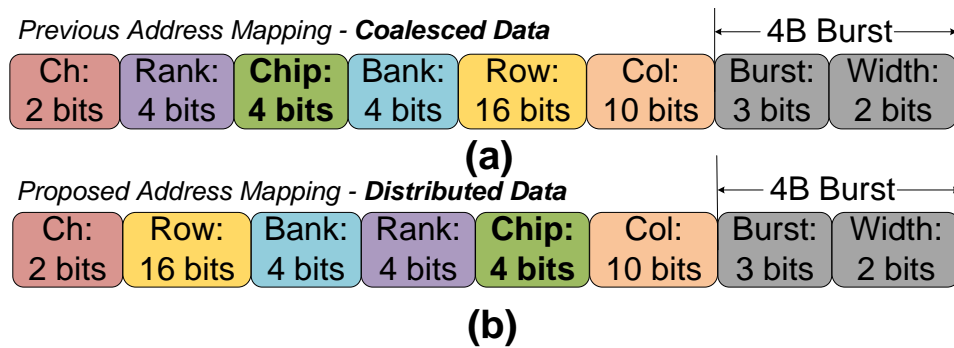 Previous Address Mapping - Coalesced Data
4B Burst
Ch: Rank: Chip: Bank: Row: Col: Burst: Width:
2 bits 4 bits 4 bits 4 bits 16 bits 10 bits 3 bits 2 bits
(a)
Proposed Address Mapping - Distributed Data
4B Burst
Ch: Row: Bank: Rank: Chip: Col: Burst: Width:
2 bits 16 bits 4 bits 4 bits 4 bits 10 bits 3 bits 2 bits
(b)